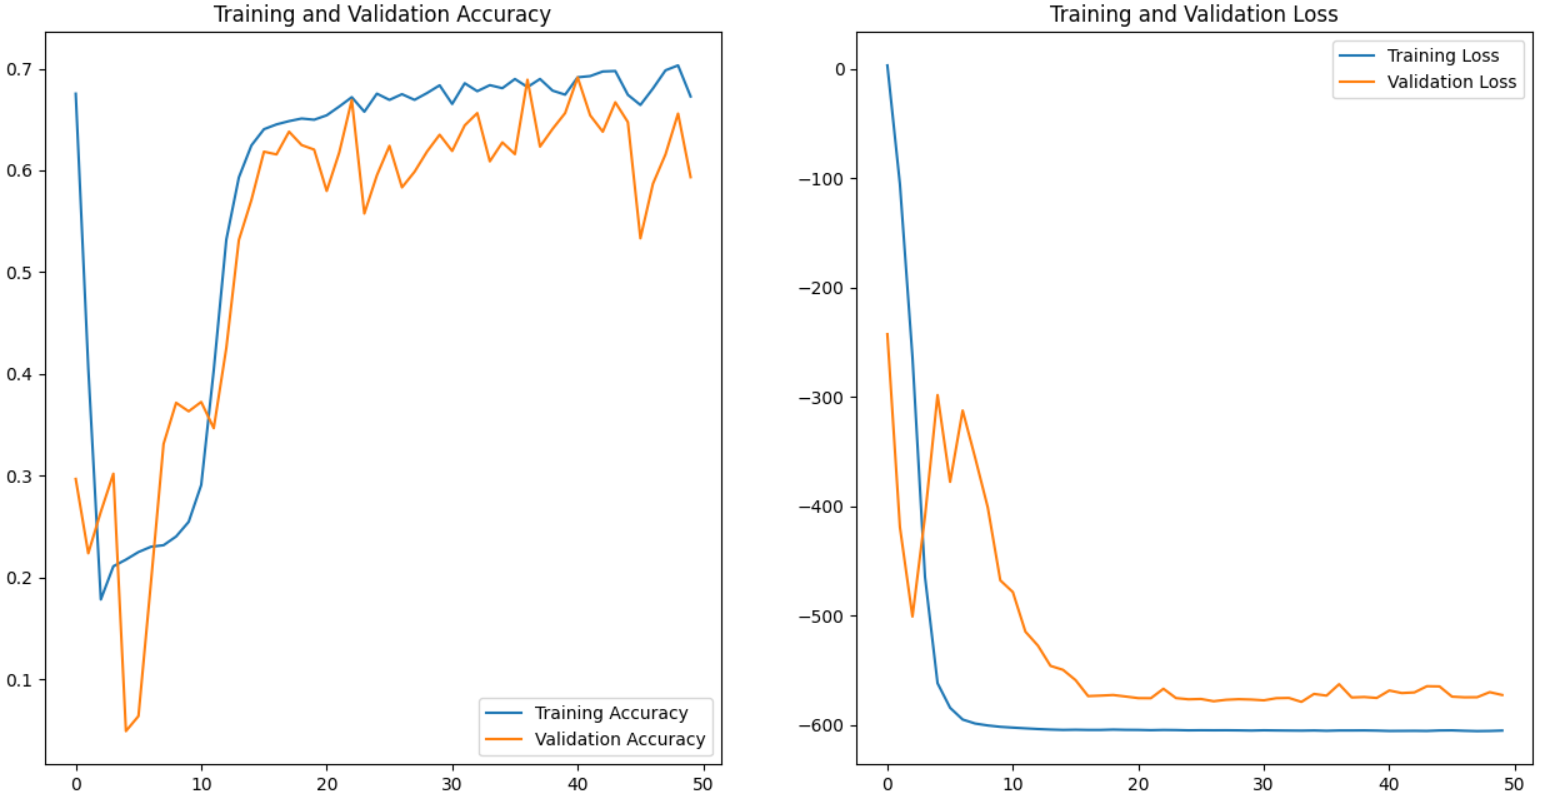 Training and Validation Accuracy
0.7
0.6
0.5
0.4
0.3
0.2
0.1
0 10 20 30 40 50
Training Accuracy
Validation Accuracy
Training and Validation Loss
0
−100
−200
−300
−400
−500
−600
0 10 20 30 40 50
Training Loss
Validation Loss